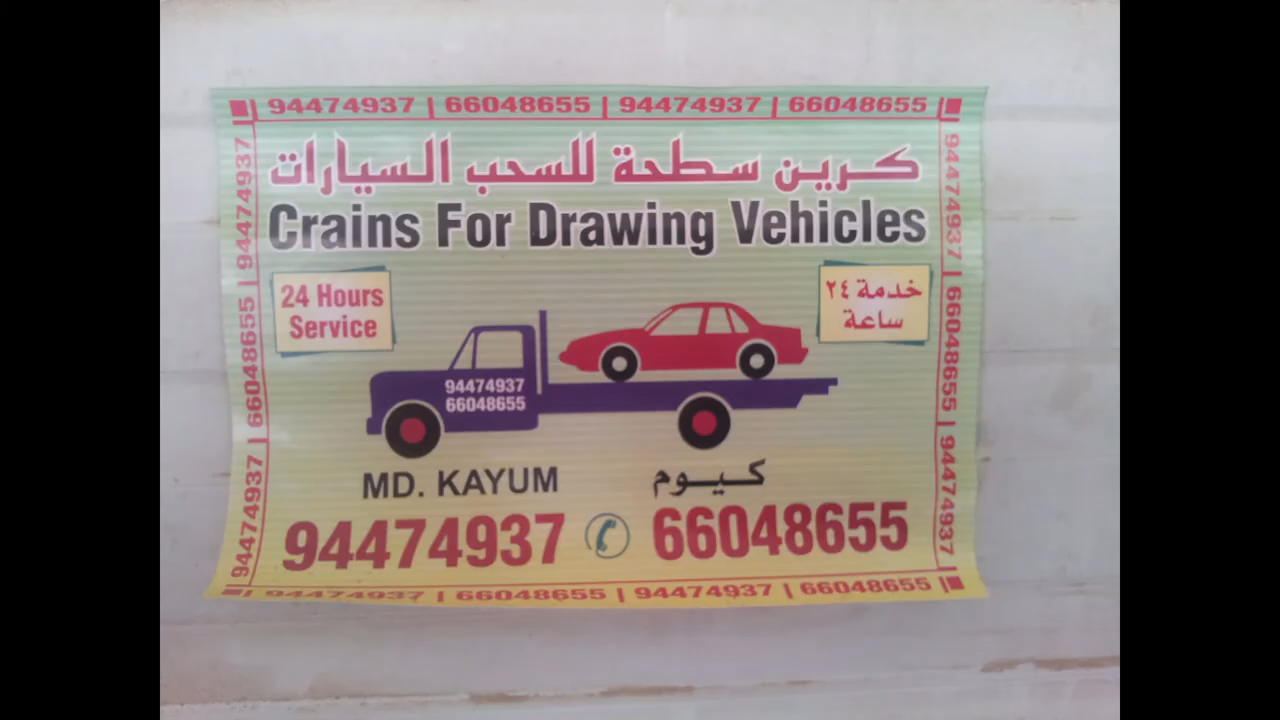 94474937 | 66048655 | 94474937 | 66048655
كرين سطحة للسحب السيارات
Crains For Drawing Vehicles
24 Hours
Service
خدمة ٢٤
ساعة
94474937
66048655
MD. KAYUM
كيوم
94474937
66048655
94474937 | 66048655 | 94474937
94474937 | 66048655 | 94474937
94474937 | 66048655 | 94474937 | 66048655